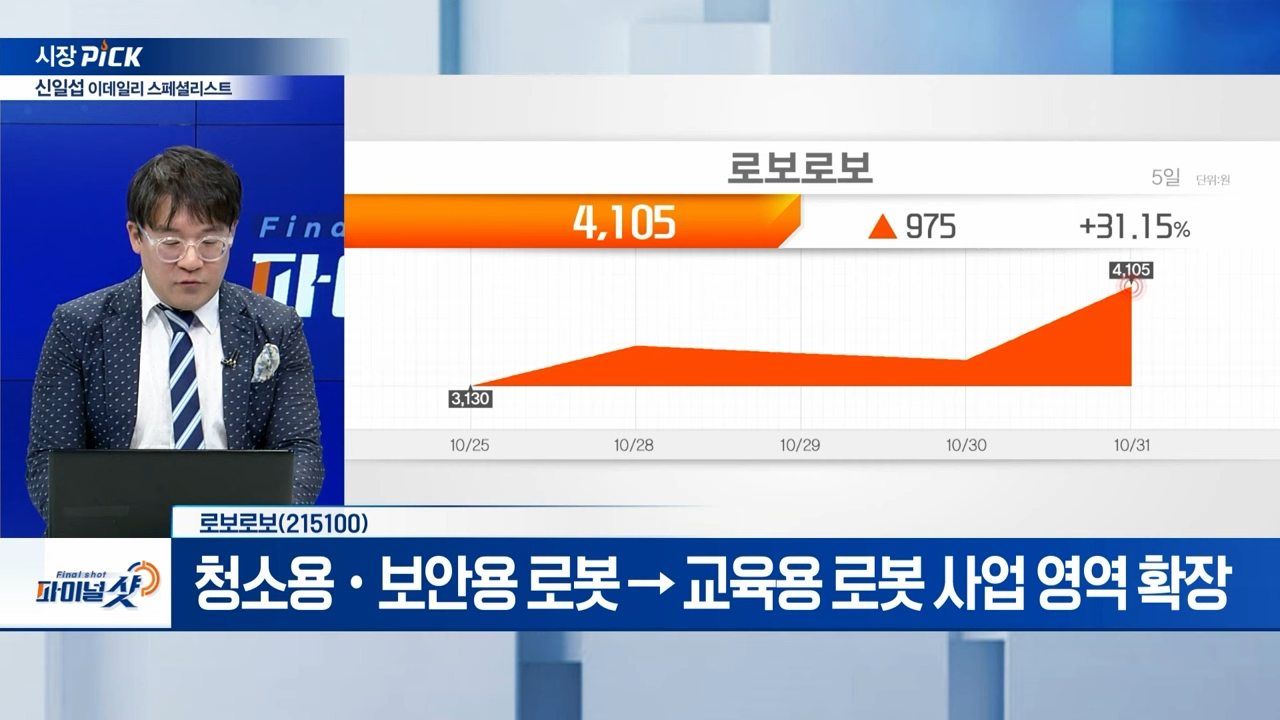 시장 PiCK
신일섭 이데일리 스페셜리스트
Fina
파이
로보로보
5일 단위:원
4,105 ▲ 975 +31.15%
4,105
3,130
10/25 10/28 10/29 10/30 10/31
로보로보(215100)
Final shot
파이널샷
청소용·보안용 로봇→교육용 로봇 사업 영역 확장